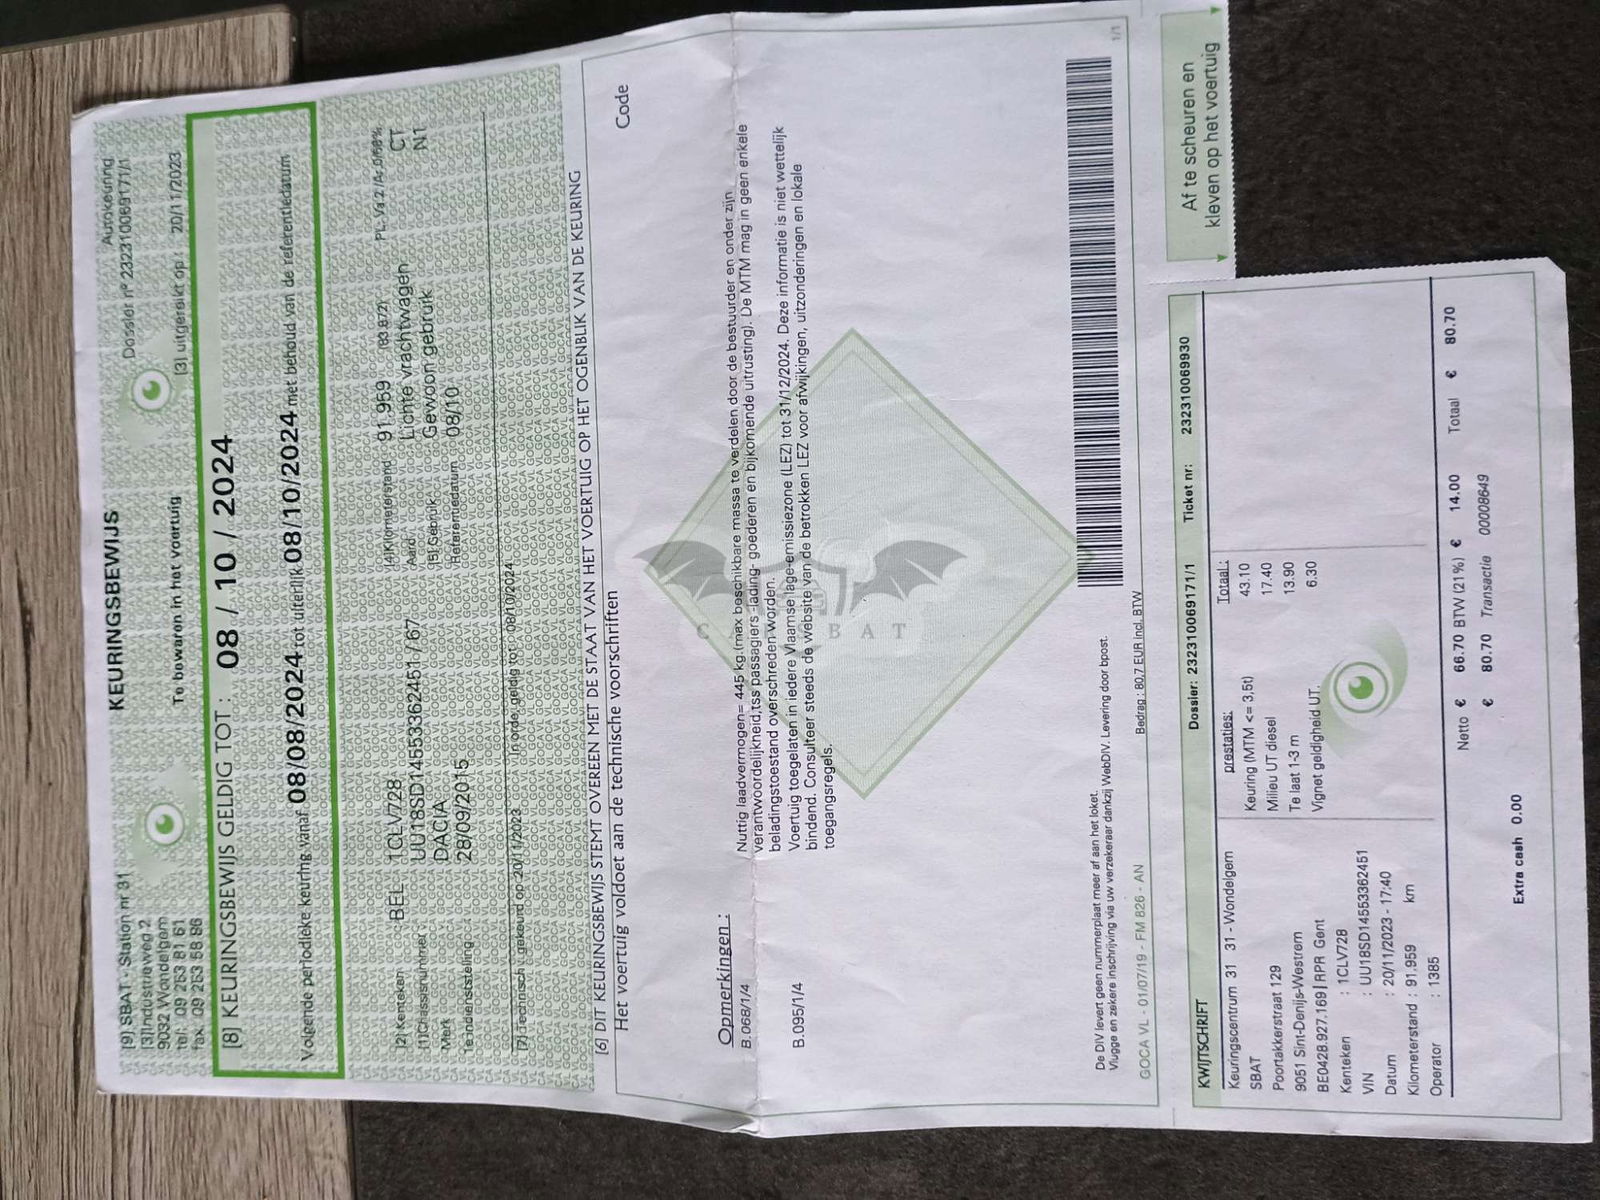 [9] SBAT - Station nr 31
[3]Industrieweg 2
9032 Wondelgem
tel: 09 253 81 61
fax: 09 253 58 86
KEURINGSBEWIJS
Te bewaren in het voertuig
Autokeuring
Dossier nº 232310069171/1
[3] uitgereikt op : 20/11/2023
[8] KEURINGSBEWIJS GELDIG TOT : 08 / 10 / 2024
Volgende periodieke keuring vanaf 08/08/2024 tot uiterlijk 08/10/2024 met behoud van de referentiedatum
[2] Kenteken BEL 1CLV728
[4]Kilometerstand 91.959 (83.872)
[1]Chassisnummer UU18SD14553362451 / 67
Aard Lichte vrachtwagen CT
Merk DACIA
[5] Gebruik Gewoon gebruik N1
Te indienststelling 28/09/2015
Referentiedatum 08/10
[7] Technisch v gekeurd op 20/11/2023 In orde, geldig tot 08/10/2024
[6] DIT KEURINGSBEWIJS STEMT OVEREEN MET DE STAAT VAN HET VOERTUIG OP HET OGENBLIK VAN DE KEURING
Het voertuig voldoet aan de technische voorschriften Code
Opmerkingen :
B.068/1/4 Nuttig laadvermogen= 445 kg.(max beschikbare massa te verdelen door de bestuurder en onder zijn
verantwoordelijkheid,tss passagiers -lading- goederen en bijkomende uitrusting). De MTM mag in geen enkele
beladingstoestand overschreden worden.
B.095/1/4 Voertuig toegelaten in iedere Vlaamse lage-emissiezone (LEZ) tot 31/12/2024. Deze informatie is niet wettelijk
bindend. Consulteer steeds de website van de betrokken LEZ voor afwijkingen, uitzonderingen en lokale
toegangsregels.
De DIV levert geen nummerplaat meer af aan het loket.
Vlugge en zekere inschrijving via uw verzekeraar dankzij WebDIV. Levering door bpost.
1/1
GOCA VL - 01/07/19 - FM 826 - AN
Bedrag : 80,7 EUR incl. BTW
Af te scheuren en
kleven op het voertuig
KWIJTSCHRIFT
Dossier: 232310069171/1 Ticket nr: 232310069930
Keuringscentrum 31 31 - Wondelgem
SBAT
Poortakkerstraat 129
9051 Sint-Denijs-Westrem
BE0428.927.169|RPR Gent
Kenteken : 1CLV728
VIN : UU18SD14553362451
Datum : 20/11/2023 - 17:40
Kilometerstand : 91.959 km
Operator : 1385
prestaties: Totaal :
Keuring (MTM <= 3,5t) 43.10
Milieu UT diesel 17.40
Te laat 1-3 m 13.90
Vignet geldigheid UT. 6.30
Netto € 66.70 BTW (21%) € 14.00 Totaal € 80.70
€ 80.70 Transactie 00008649
Extra cash 0.00